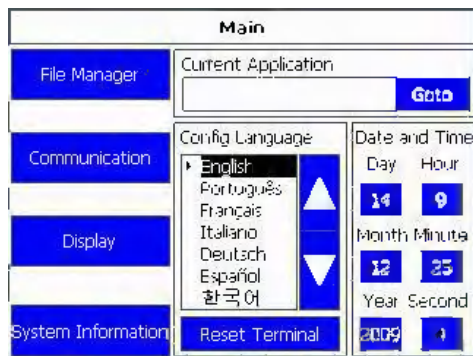 Main
File Manager
Communication
Display
System Information
Current Application
Goto
Config Language
English
Português
Français
Italiano
Deutsch
Español
한국어
Reset Terminal
Date and Time
Day Hour
14 9
Month Minute
12 25
Year Second
2009 4